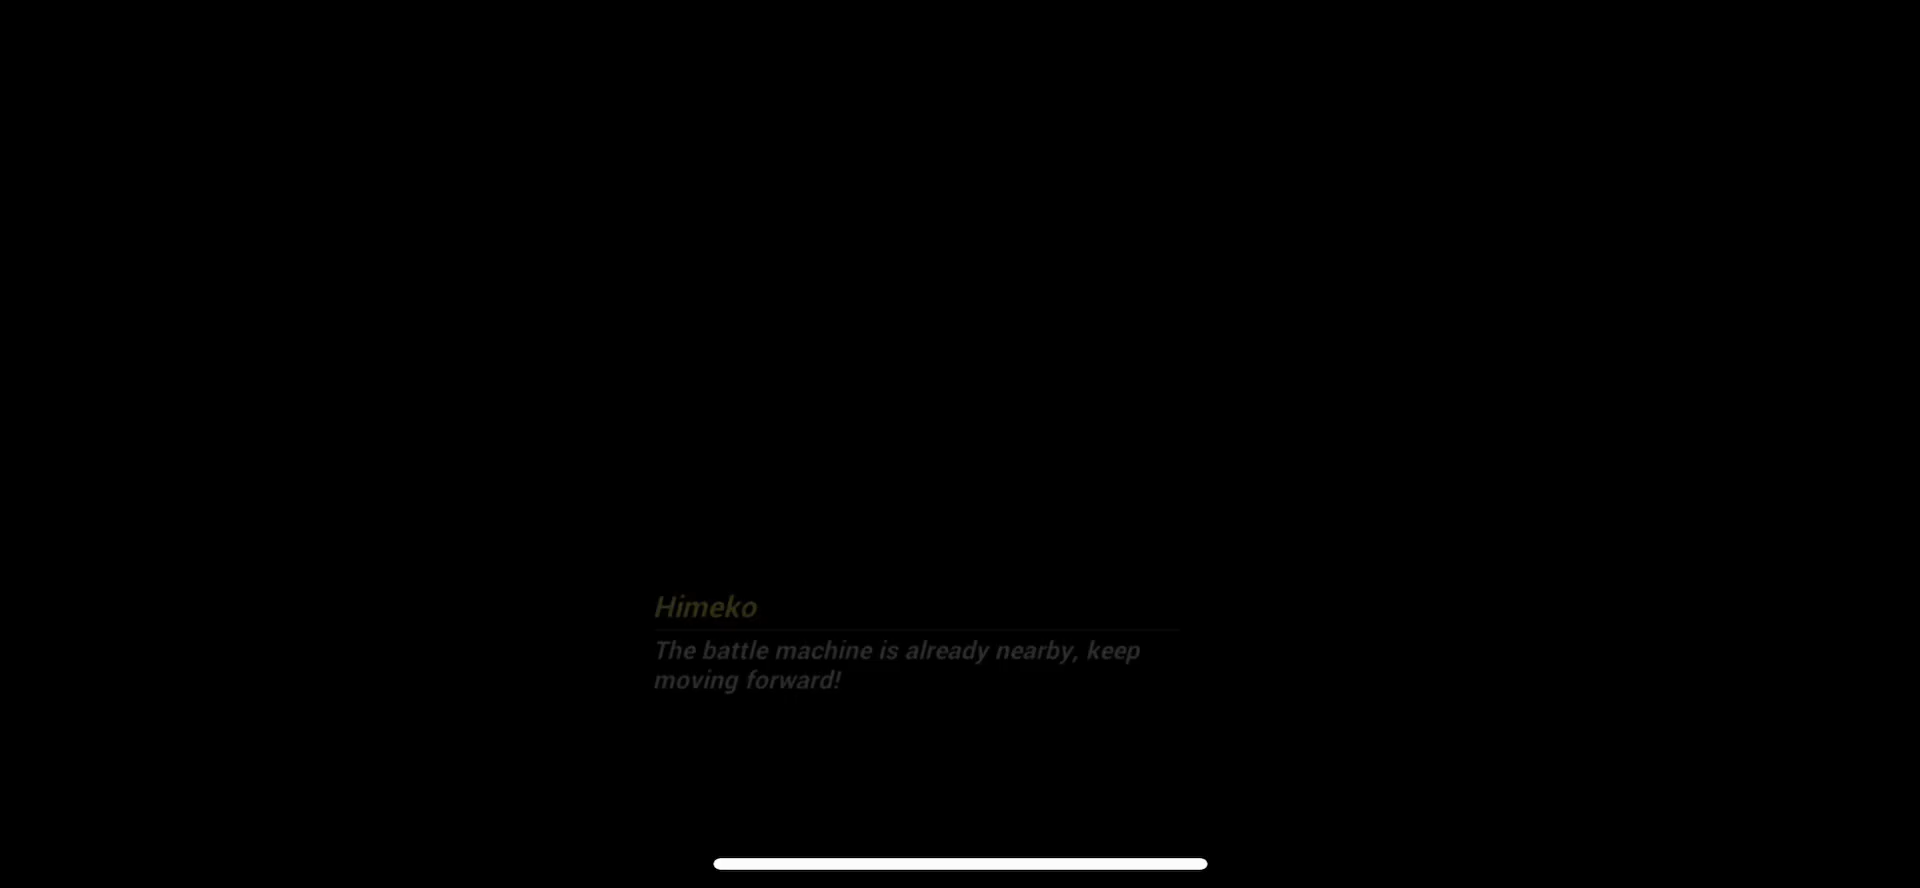 Himeko
The battle machine is already nearby, keep
moving forward!